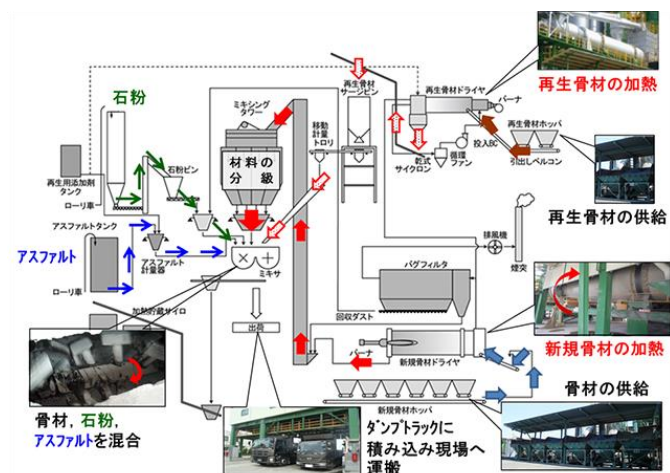 再生骨材の加熱
石粉
ミキシング
タワー
再生骨材
サージビン
移動計量
トロリ
再生骨材ドライヤ
バーナ
再生骨材ホッパ
投入BC
引出しベルコン
循環
ファン
乾式
サイクロン
再生骨材の供給
材料の
分級
石粉ビン
再生用添加剤
タンク
ローリ車
アスファルトタンク
アスファルト
アスファルト
計量器
ミキサ
ローリ車
加熱貯蔵サイロ
出荷
排風機
煙突
バグフィルタ
回収ダスト
バーナ
新規骨材ドライヤ
新規骨材の加熱
骨材の供給
新規骨材ホッパ
骨材, 石粉,
アスファルトを混合
ダンプトラックに
積み込み現場へ
運搬